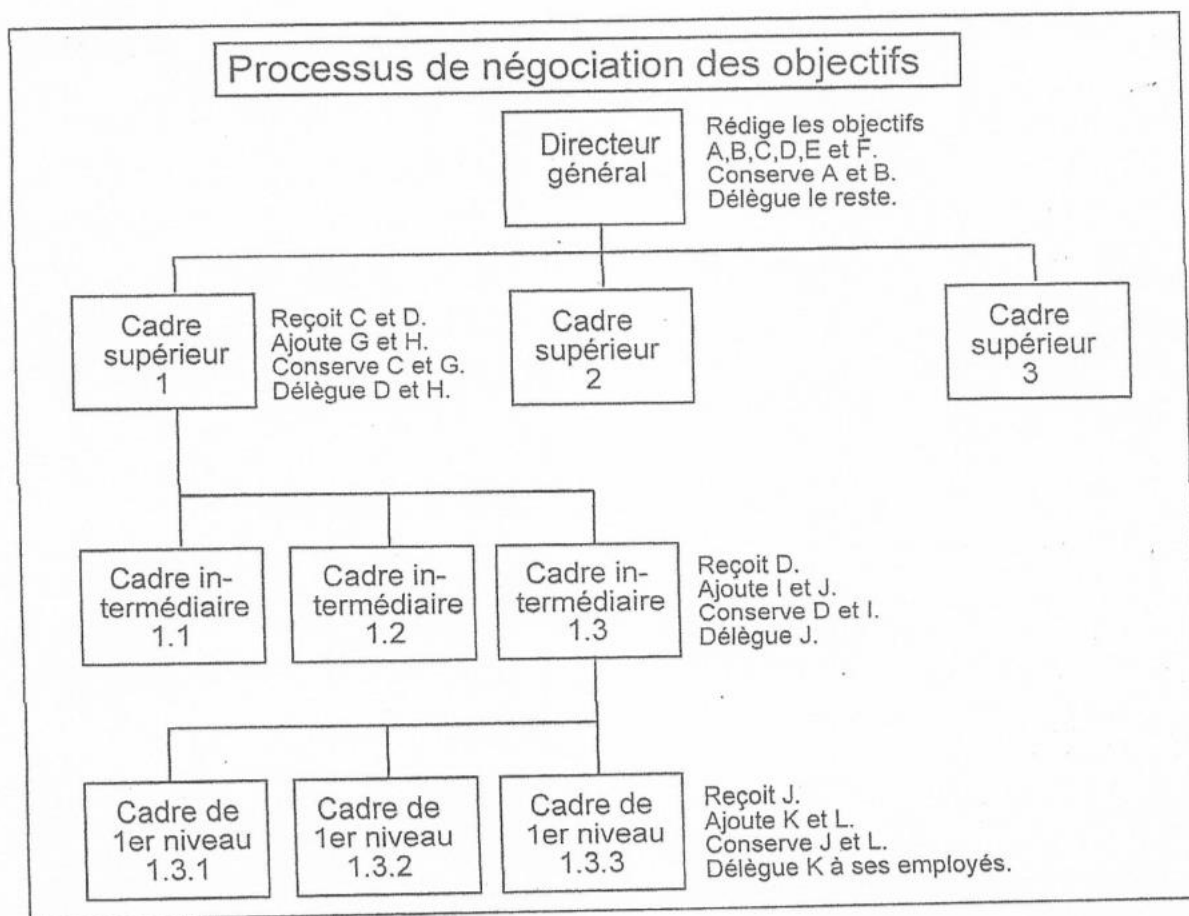 Processus de négociation des objectifs
Directeur
général
Rédige les objectifs
A,B,C,D,E et F.
Conserve A et B.
Délègue le reste.
Cadre
supérieur
1
Reçoit C et D.
Ajoute G et H.
Conserve C et G.
Délègue D et H.
Cadre
supérieur
2
Cadre
supérieur
3
Cadre in-
termédiaire
1.1
Cadre in-
termédiaire
1.2
Cadre in-
termédiaire
1.3
Reçoit D.
Ajoute I et J.
Conserve D et I.
Délègue J.
Cadre de
1er niveau
1.3.1
Cadre de
1er niveau
1.3.2
Cadre de
1er niveau
1.3.3
Reçoit J.
Ajoute K et L.
Conserve J et L.
Délègue K à ses employés.